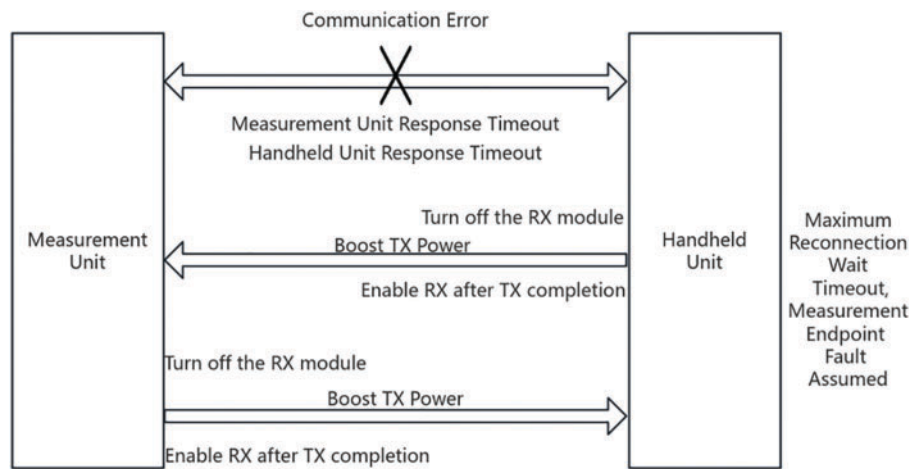 Communication Error
Measurement Unit Response Timeout
Handheld Unit Response Timeout
Measurement
Unit
Handheld
Unit
Turn off the RX module
Boost TX Power
Enable RX after TX completion
Maximum
Reconnection
Wait
Timeout,
Measurement
Endpoint
Fault
Assumed
Turn off the RX module
Boost TX Power
Enable RX after TX completion